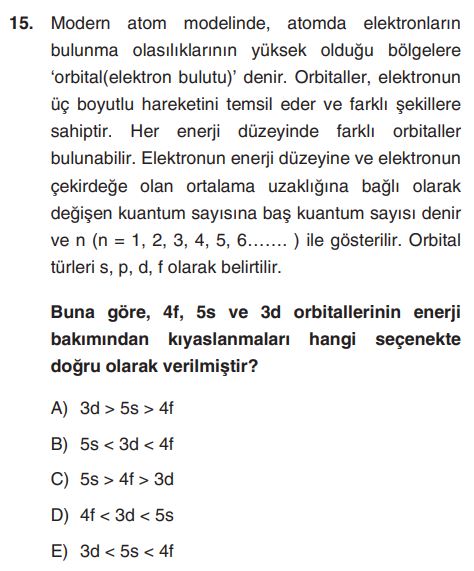 15. Modern atom modelinde, atomda elektronların
bulunma olasılıklarının yüksek olduğu bölgelere
‘orbital(elektron bulutu)’ denir. Orbitaller, elektronun
üç boyutlu hareketini temsil eder ve farklı şekillere
sahiptir. Her enerji düzeyinde farklı orbitaller
bulunabilir. Elektronun enerji düzeyine ve elektronun
çekirdeğe olan ortalama uzaklığına bağlı olarak
değişen kuantum sayısına baş kuantum sayısı denir
ve n (n = 1, 2, 3, 4, 5, 6....... ) ile gösterilir. Orbital
türleri s, p, d, f olarak belirtilir.
Buna göre, 4f, 5s ve 3d orbitallerinin enerji
bakımından kıyaslanmaları hangi seçenekte
doğru olarak verilmiştir?
A) 3d > 5s > 4f
B) 5s < 3d < 4f
C) 5s > 4f > 3d
D) 4f < 3d < 5s
E) 3d < 5s < 4f